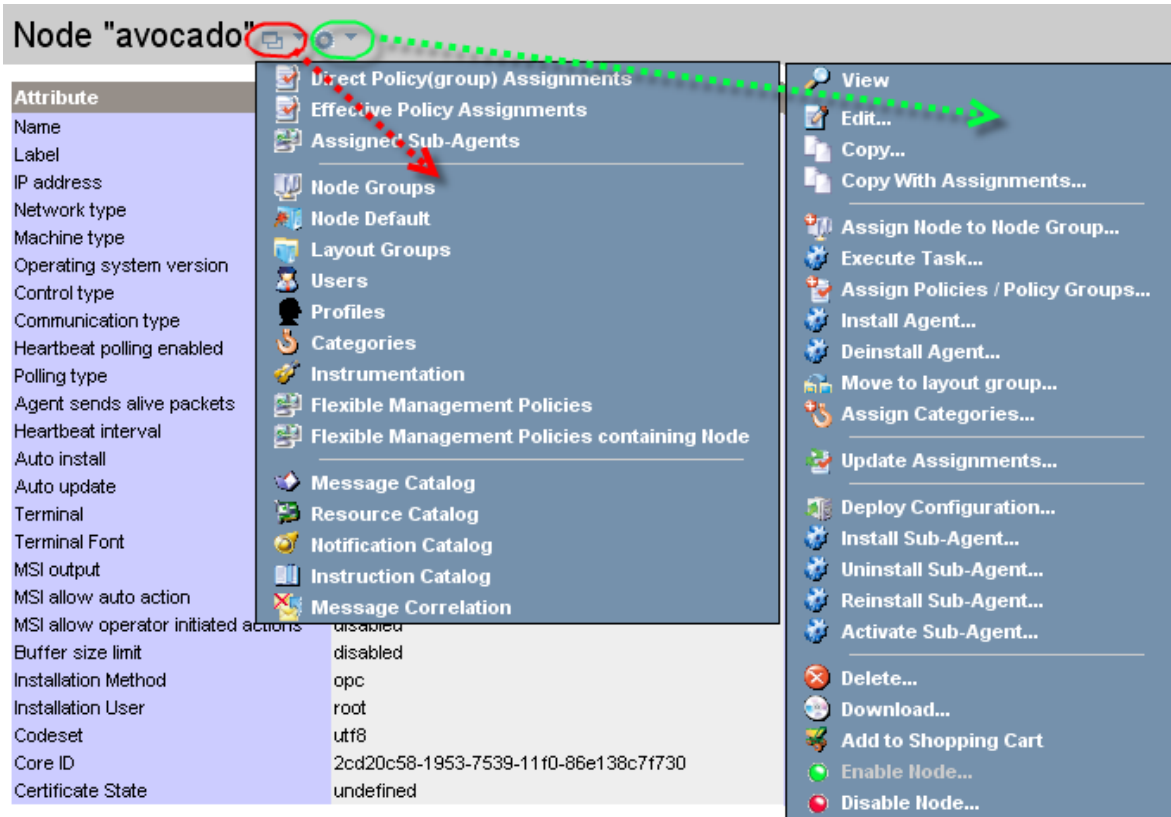 Node "avocado"
Attribute
Name
Label
IP address
Network type
Machine type
Operating system version
Control type
Communication type
Heartbeat polling enabled
Polling type
Agent sends alive packets
Heartbeat interval
Auto install
Auto update
Terminal
Terminal Font
MSI output
MSI allow auto action
MSI allow operator initiated actions disabled
Buffer size limit disabled
Installation Method opc
Installation User root
Codeset utf8
Core ID 2cd20c58-1953-7539-11f0-86e138c7f730
Certificate State undefined
Direct Policy(group) Assignments
Effective Policy Assignments
Assigned Sub-Agents
Node Groups
Node Default
Layout Groups
Users
Profiles
Categories
Instrumentation
Flexible Management Policies
Flexible Management Policies containing Node
Message Catalog
Resource Catalog
Notification Catalog
Instruction Catalog
Message Correlation
View
Edit...
Copy...
Copy With Assignments...
Assign Node to Node Group...
Execute Task...
Assign Policies / Policy Groups...
Install Agent...
Deinstall Agent...
Move to layout group...
Assign Categories...
Update Assignments...
Deploy Configuration...
Install Sub-Agent...
Uninstall Sub-Agent...
Reinstall Sub-Agent...
Activate Sub-Agent...
Delete...
Download...
Add to Shopping Cart
Enable Node...
Disable Node...